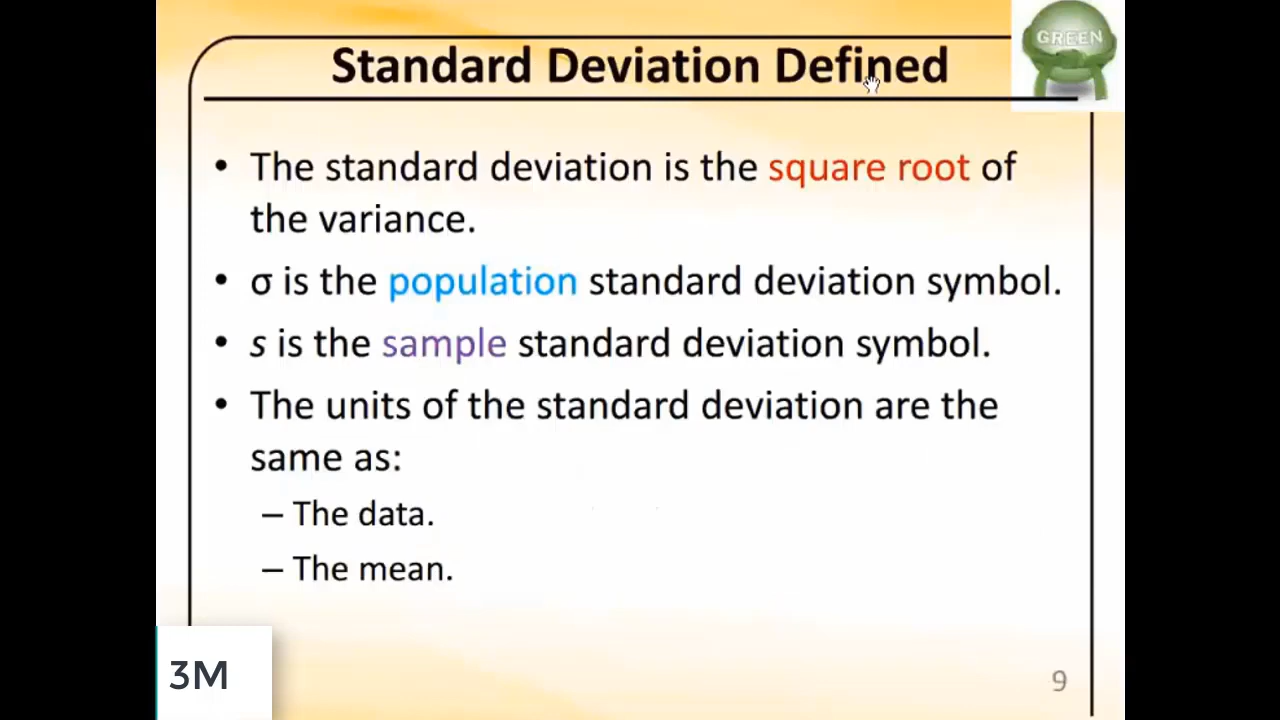 Standard Deviation Defined
GREEN
• The standard deviation is the square root of
the variance.
• σ is the population standard deviation symbol.
• s is the sample standard deviation symbol.
• The units of the standard deviation are the
same as:
– The data.
– The mean.
3M
9